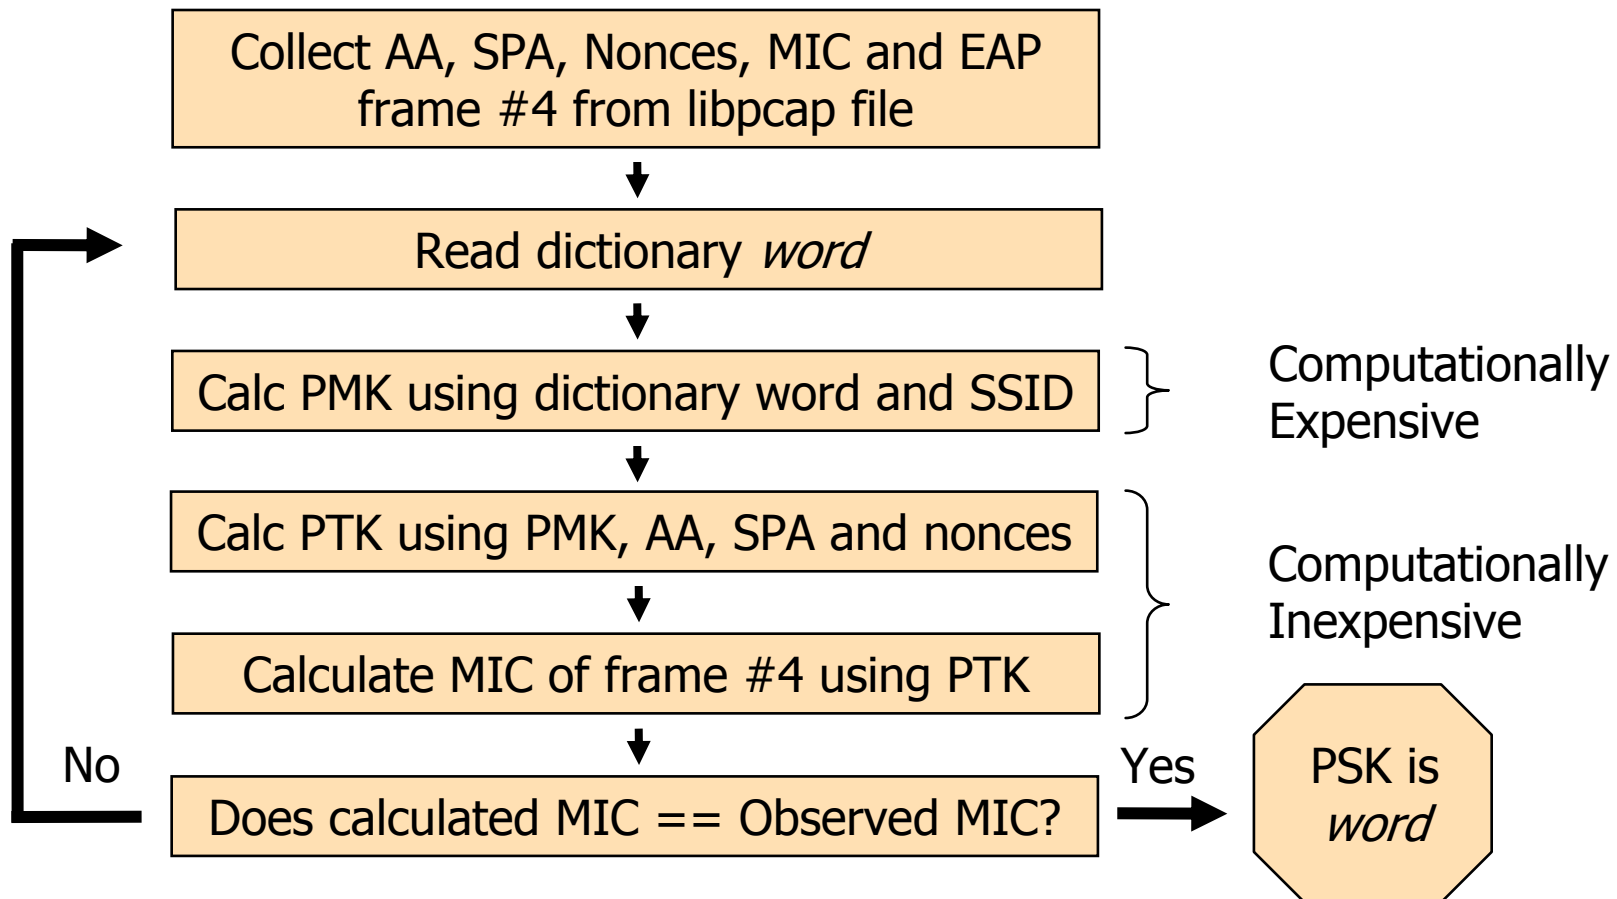 Collect AA, SPA, Nonces, MIC and EAP
frame #4 from libpcap file
Read dictionary word
Calc PMK using dictionary word and SSID
Computationally
Expensive
Calc PTK using PMK, AA, SPA and nonces
Computationally
Inexpensive
Calculate MIC of frame #4 using PTK
No
Does calculated MIC == Observed MIC?
Yes
PSK is
word